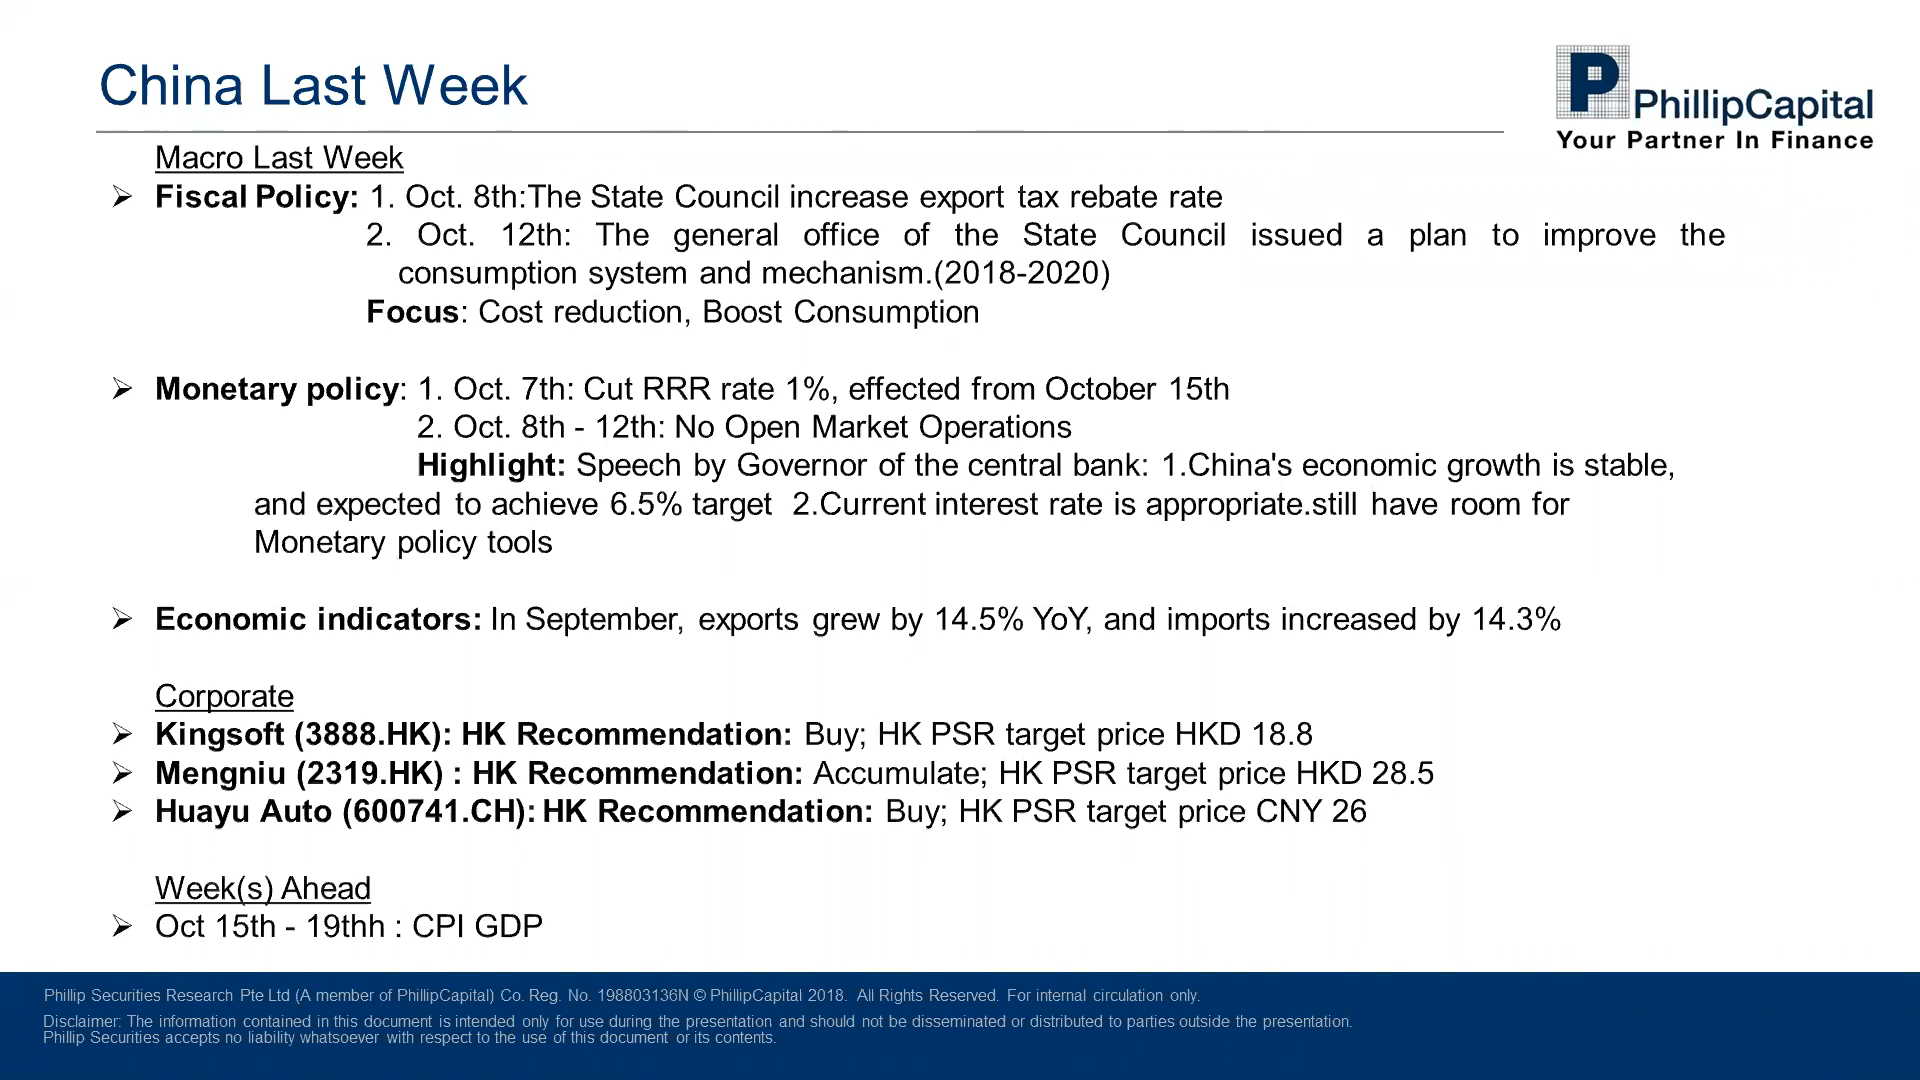 China Last Week
PhillipCapital
Your Partner In Finance
Macro Last Week
➢ Fiscal Policy: 1. Oct. 8th:The State Council increase export tax rebate rate
2. Oct. 12th: The general office of the State Council issued a plan to improve the
consumption system and mechanism.(2018-2020)
Focus: Cost reduction, Boost Consumption
➢ Monetary policy: 1. Oct. 7th: Cut RRR rate 1%, effected from October 15th
2. Oct. 8th - 12th: No Open Market Operations
Highlight: Speech by Governor of the central bank: 1.China's economic growth is stable,
and expected to achieve 6.5% target 2.Current interest rate is appropriate.still have room for
Monetary policy tools
➢ Economic indicators: In September, exports grew by 14.5% YoY, and imports increased by 14.3%
Corporate
➢ Kingsoft (3888.HK): HK Recommendation: Buy; HK PSR target price HKD 18.8
➢ Mengniu (2319.HK) : HK Recommendation: Accumulate; HK PSR target price HKD 28.5
➢ Huayu Auto (600741.CH): HK Recommendation: Buy; HK PSR target price CNY 26
Week(s) Ahead
➢ Oct 15th - 19thh : CPI GDP
Phillip Securities Research Pte Ltd (A member of PhillipCapital) Co. Reg. No. 198803136N © PhillipCapital 2018. All Rights Reserved. For internal circulation only.
Disclaimer: The information contained in this document is intended only for use during the presentation and should not be disseminated or distributed to parties outside the presentation.
Phillip Securities accepts no liability whatsoever with respect to the use of this document or its contents.